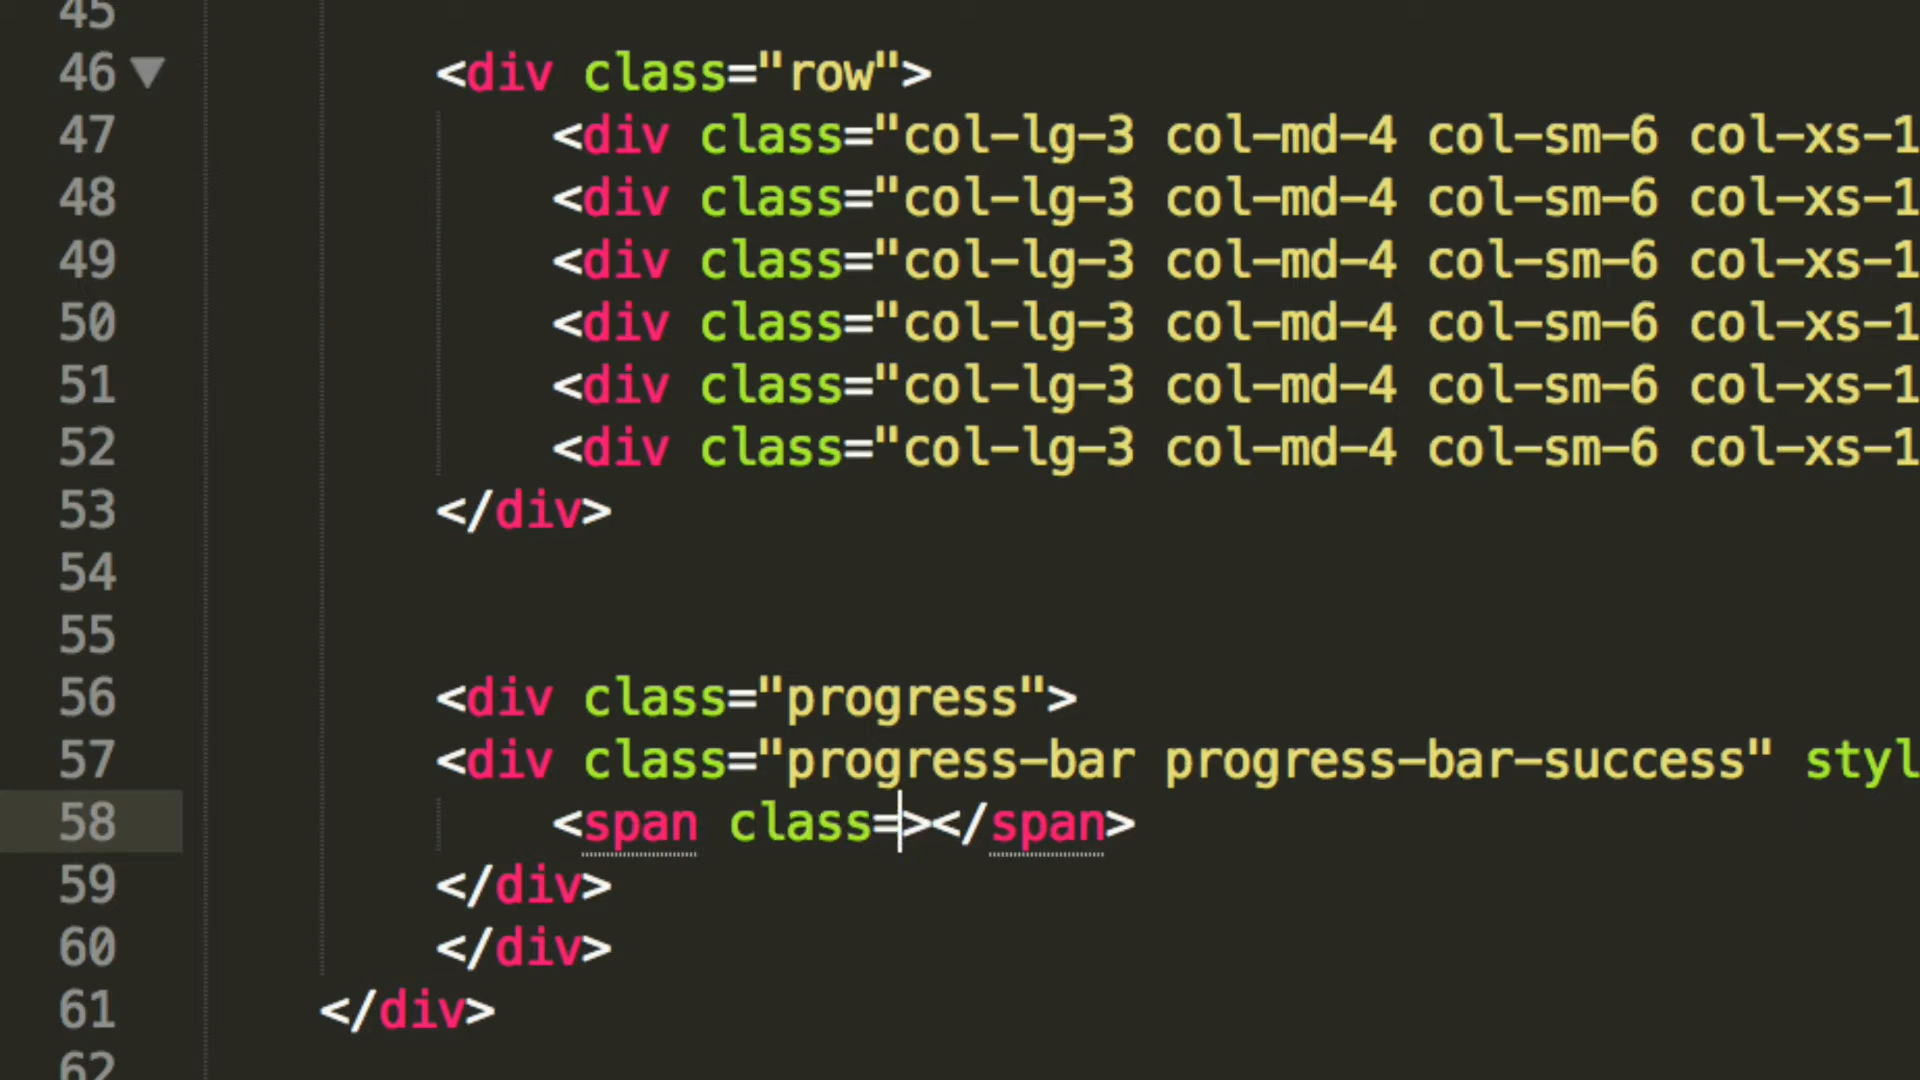 45
46 <div class="row">
47 <div class="col-lg-3 col-md-4 col-sm-6 col-xs-1
48 <div class="col-lg-3 col-md-4 col-sm-6 col-xs-1
49 <div class="col-lg-3 col-md-4 col-sm-6 col-xs-1
50 <div class="col-lg-3 col-md-4 col-sm-6 col-xs-1
51 <div class="col-lg-3 col-md-4 col-sm-6 col-xs-1
52 <div class="col-lg-3 col-md-4 col-sm-6 col-xs-1
53 </div>
54
55
56 <div class="progress">
57 <div class="progress-bar progress-bar-success" styl
58 <span class=></span>
59 </div>
60 </div>
61 </div>
62